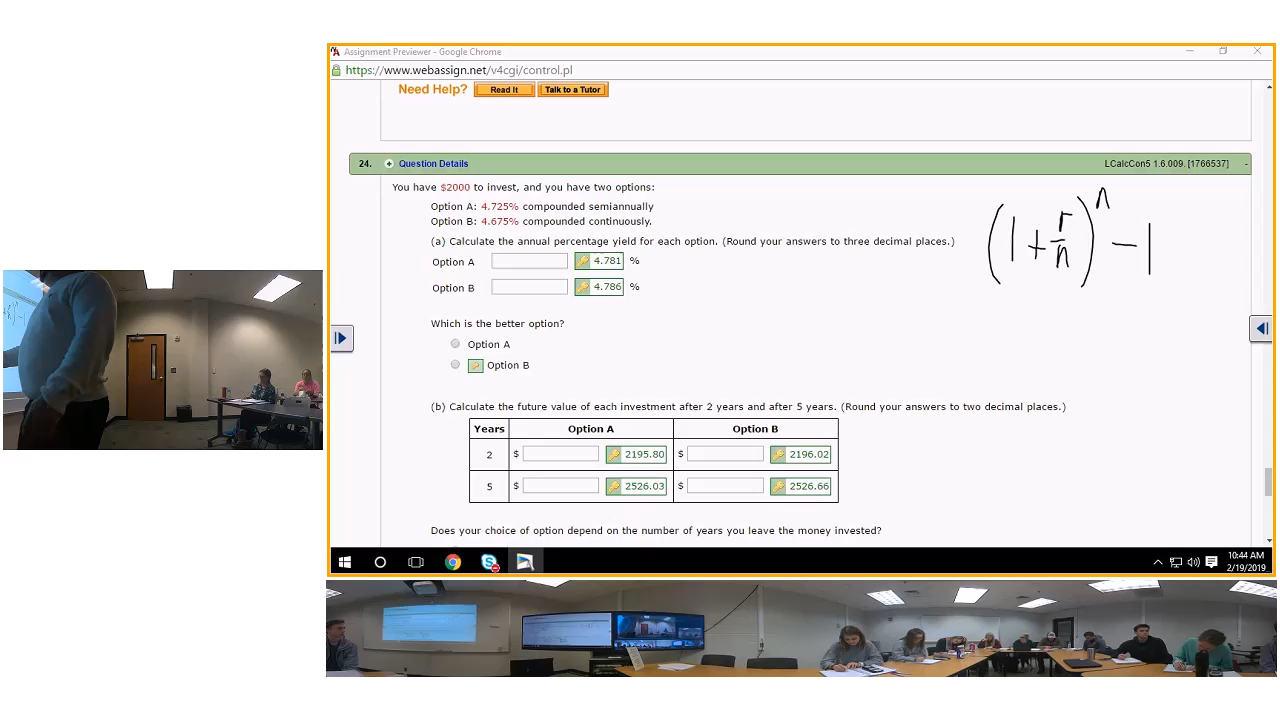 Assignment Previewer - Google Chrome
https://www.webassign.net/v4cgi/control.pl
Need Help? Read It Talk to a Tutor
24. Question Details LCalcCon5 1.6.009. [1766537] -
You have $2000 to invest, and you have two options:
Option A: 4.725% compounded semiannually
Option B: 4.675% compounded continuously.
(a) Calculate the annual percentage yield for each option. (Round your answers to three decimal places.)
Option A 4.781 %
Option B 4.786 %
(1 + r/n)^n - 1
Which is the better option?
Option A
Option B
(b) Calculate the future value of each investment after 2 years and after 5 years. (Round your answers to two decimal places.)
Years Option A Option B
2 $ 2195.80 $ 2196.02
5 $ 2526.03 $ 2526.66
Does your choice of option depend on the number of years you leave the money invested?
10:44 AM
2/19/2019